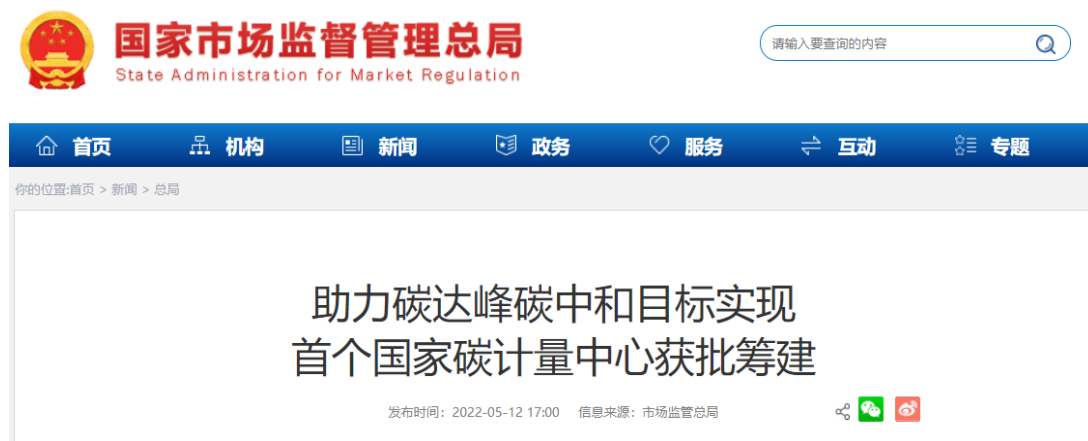 国家市场监督管理总局
State Administration for Market Regulation
请输入要查询的内容
首页 机构 新闻 政务 服务 互动 专题
你的位置:首页 > 新闻 > 总局
助力碳达峰碳中和目标实现
首个国家碳计量中心获批筹建
发布时间：2022-05-12 17:00 信息来源：市场监管总局